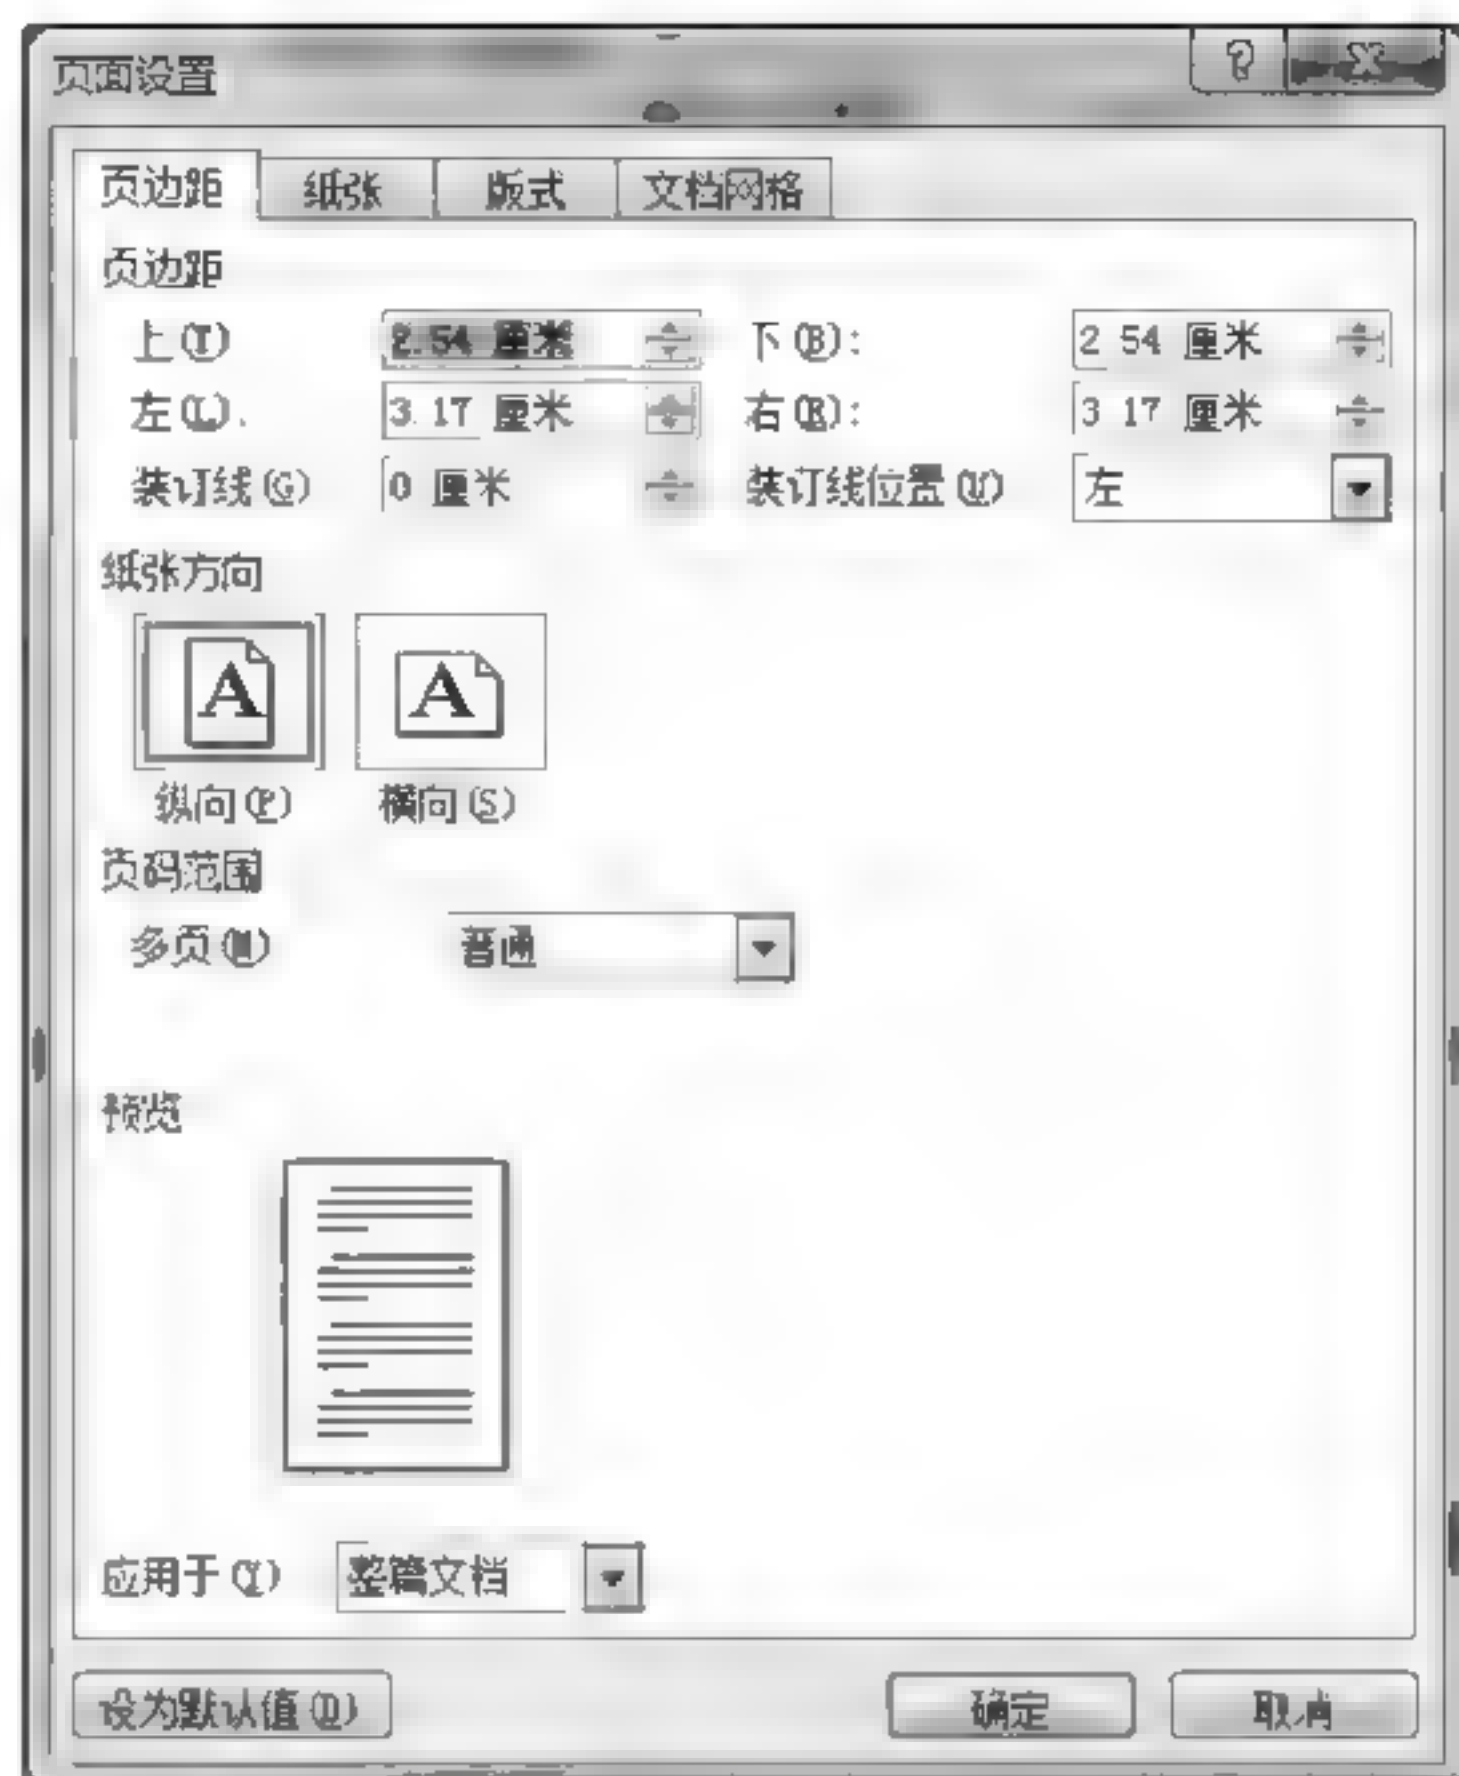 页面设置
页边距 纸张 版式 文档网格
页边距
上(T) 2.54 厘米 下(B): 2 54 厘米
左(L). 3.17 厘米 右(R): 3 17 厘米
装订线(G) 0 厘米 装订线位置(U) 左
纸张方向
A A
纵向(P) 横向(S)
页码范围
多页(M) 普通
预览
应用于(Y) 整篇文档
设为默认值(D) 确定 取消